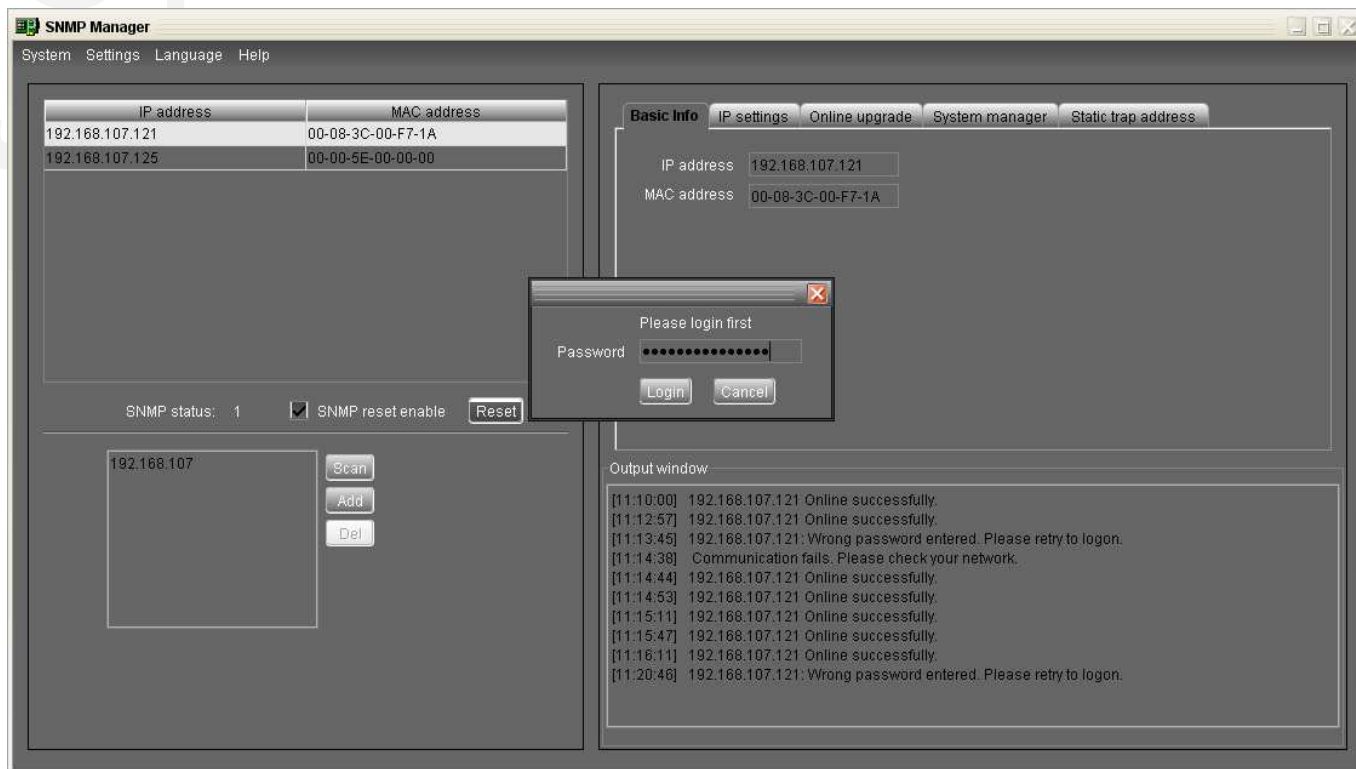 SNMP Manager
System Settings Language Help
IP address MAC address
192.168.107.121 00-08-3C-00-F7-1A
192.168.107.125 00-00-5E-00-00-00
SNMP status: 1 SNMP reset enable Reset
192.168.107
Scan
Add
Del
Basic Info IP settings Online upgrade System manager Static trap address
IP address 192.168.107.121
MAC address 00-08-3C-00-F7-1A
Please login first
Password •••••••••••••••
Login Cancel
Output window
[11:10:00] 192.168.107.121 Online successfully.
[11:12:57] 192.168.107.121 Online successfully.
[11:13:45] 192.168.107.121: Wrong password entered. Please retry to logon.
[11:14:38] Communication fails. Please check your network.
[11:14:44] 192.168.107.121 Online successfully.
[11:14:53] 192.168.107.121 Online successfully.
[11:15:11] 192.168.107.121 Online successfully.
[11:15:47] 192.168.107.121 Online successfully.
[11:16:11] 192.168.107.121 Online successfully.
[11:20:46] 192.168.107.121: Wrong password entered. Please retry to logon.